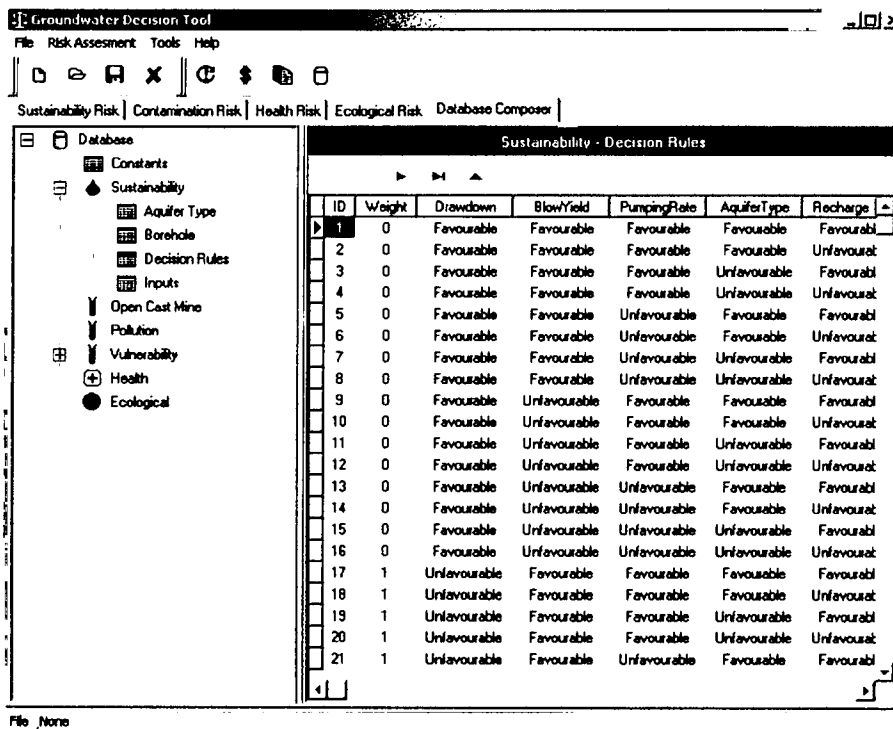 Groundwater Decision Tool
File Risk Assesment Tools Help
Sustainability Risk Contamination Risk Health Risk Ecological Risk Database Composer
Database
Constants
Sustainability
Aquifer Type
Borehole
Decision Rules
Inputs
Open Cast Mine
Pollution
Vulnerability
Health
Ecological
Sustainability - Decision Rules
ID Weight Drawdown BlowYield PumpingRate AquiferType Recharge
1 0 Favourable Favourable Favourable Favourable Favourabl
2 0 Favourable Favourable Favourable Favourable Unfavourat
3 0 Favourable Favourable Favourable Unfavourable Favourabl
4 0 Favourable Favourable Favourable Unfavourable Unfavourat
5 0 Favourable Favourable Unfavourable Favourable Favourabl
6 0 Favourable Favourable Unfavourable Favourable Unfavourat
7 0 Favourable Favourable Unfavourable Unfavourable Favourabl
8 0 Favourable Favourable Unfavourable Unfavourable Unfavourat
9 0 Favourable Unfavourable Favourable Favourable Favourabl
10 0 Favourable Unfavourable Favourable Favourable Unfavourat
11 0 Favourable Unfavourable Favourable Unfavourable Favourabl
12 0 Favourable Unfavourable Favourable Unfavourable Unfavourat
13 0 Favourable Unfavourable Unfavourable Favourable Favourabl
14 0 Favourable Unfavourable Unfavourable Favourable Unfavourat
15 0 Favourable Unfavourable Unfavourable Unfavourable Favourabl
16 0 Favourable Unfavourable Unfavourable Unfavourable Unfavourat
17 1 Unfavourable Favourable Favourable Favourable Favourabl
18 1 Unfavourable Favourable Favourable Favourable Unfavourat
19 1 Unfavourable Favourable Favourable Unfavourable Favourabl
20 1 Unfavourable Favourable Favourable Unfavourable Unfavourat
21 1 Unfavourable Favourable Unfavourable Favourable Favourabl
File None